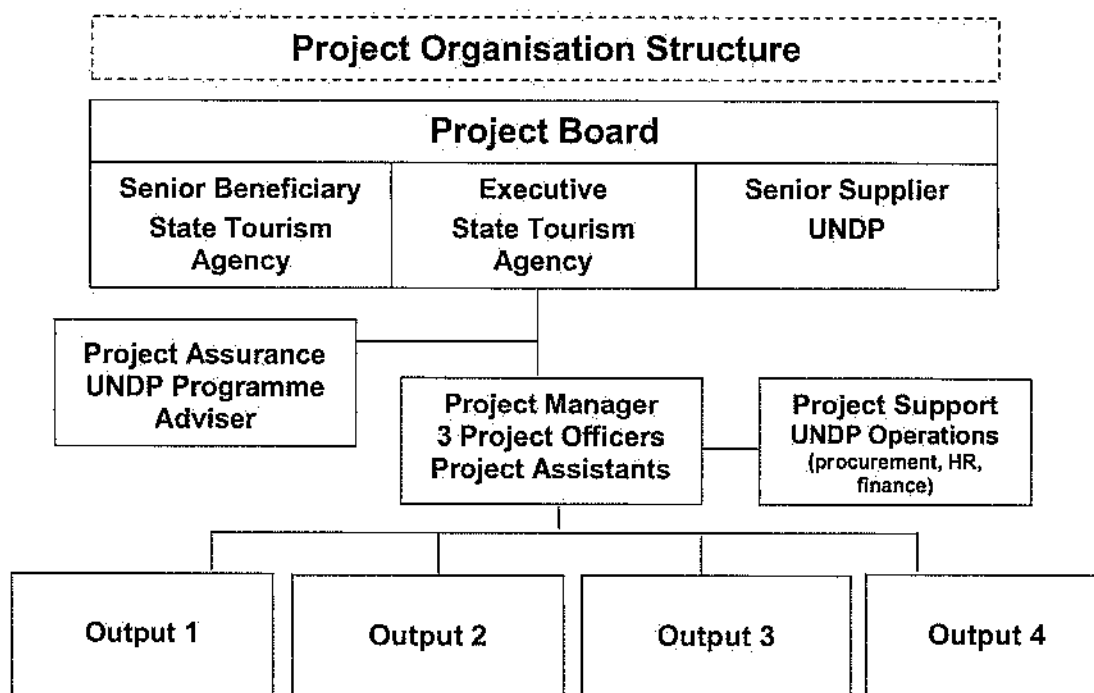 Project Organisation Structure
Project Board
Senior Beneficiary
State Tourism
Agency
Executive
State Tourism
Agency
Senior Supplier
UNDP
Project Assurance
UNDP Programme
Adviser
Project Manager
3 Project Officers
Project Assistants
Project Support
UNDP Operations
(procurement, HR,
finance)
Output 1
Output 2
Output 3
Output 4